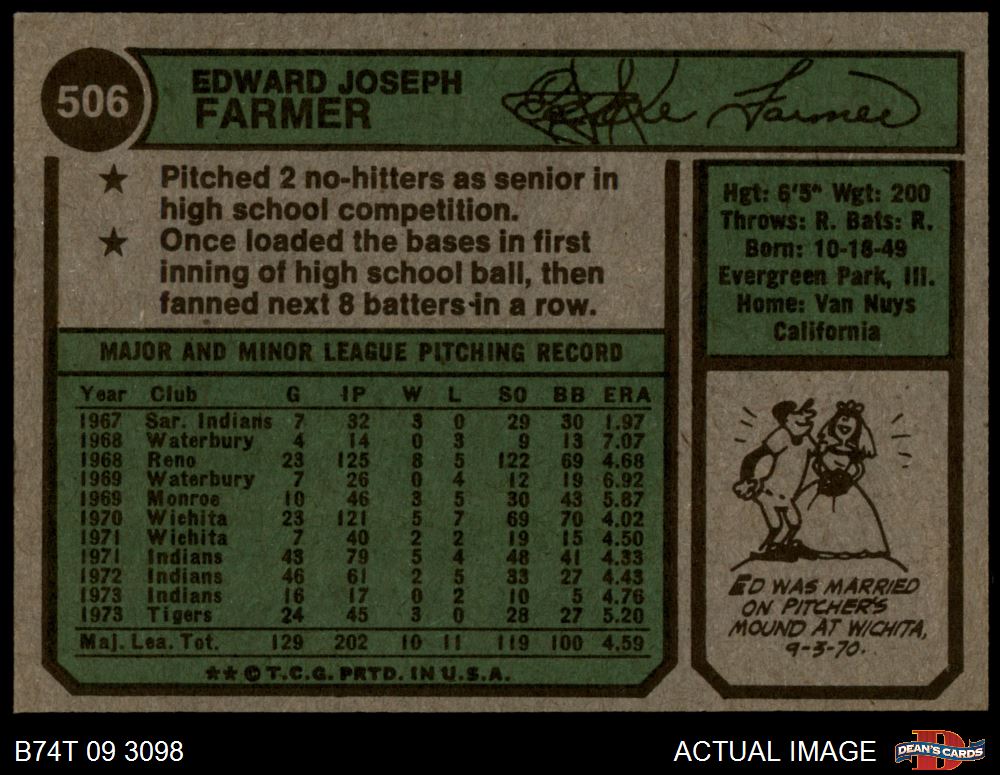 506
EDWARD JOSEPH
FARMER
Farmer
★ Pitched 2 no-hitters as senior in
high school competition.
★ Once loaded the bases in first
inning of high school ball, then
fanned next 8 batters in a row.
Hgt: 6'5" Wgt: 200
Throws: R. Bats: R.
Born: 10-18-49
Evergreen Park, Ill.
Home: Van Nuys
California
MAJOR AND MINOR LEAGUE PITCHING RECORD
Year Club G IP W L SO BB ERA
1967 Sar. Indians 7 32 3 0 29 30 1.97
1968 Waterbury 4 14 0 3 9 13 7.07
1968 Reno 23 125 8 5 122 69 4.68
1969 Waterbury 7 26 0 4 12 19 6.92
1969 Monroe 10 46 3 5 30 43 5.87
1970 Wichita 23 121 5 7 69 70 4.02
1971 Wichita 7 40 2 2 19 15 4.50
1971 Indians 43 79 5 4 48 41 4.33
1972 Indians 46 61 2 5 33 27 4.43
1973 Indians 16 17 0 2 10 5 4.76
1973 Tigers 24 45 3 0 28 27 5.20
Maj. Lea. Tot. 129 202 10 11 119 100 4.59
★★ © T.C.G. PRTD. IN U.S.A.
ED WAS MARRIED
ON PITCHER'S
MOUND AT WICHITA,
9-3-70.
B74T 09 3098
ACTUAL IMAGE
DEAN'S CARDS